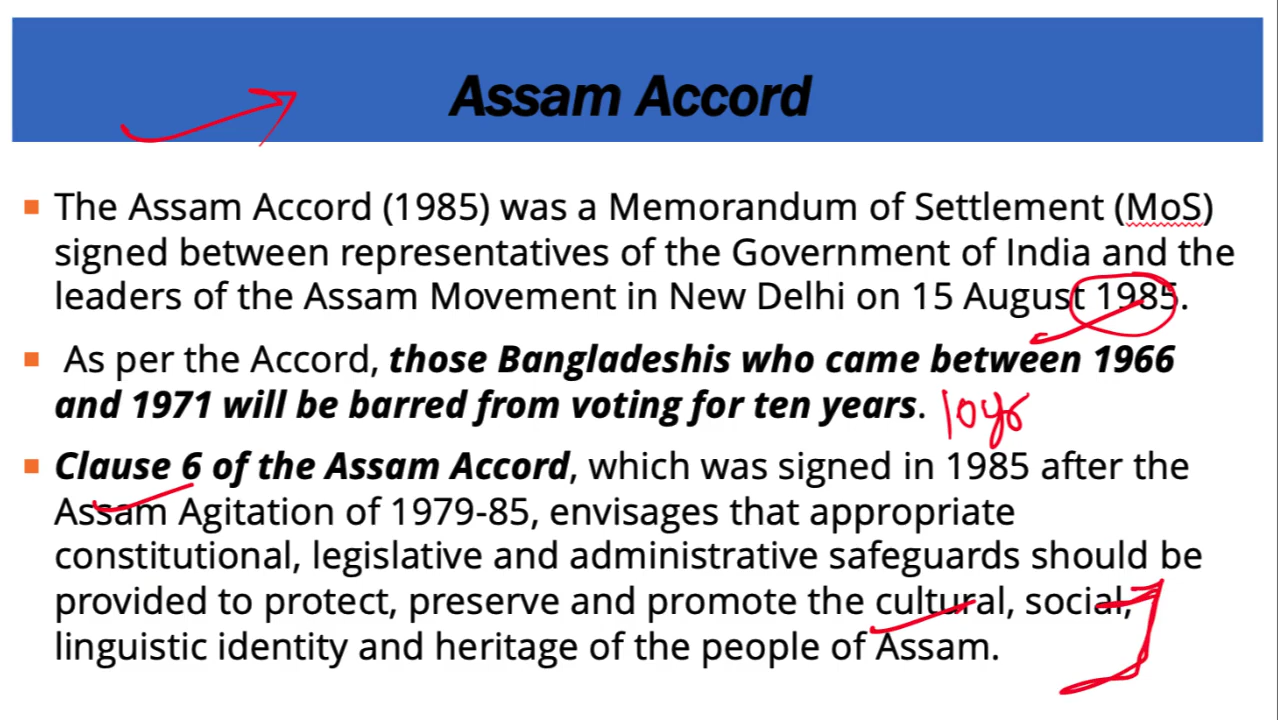 Assam Accord
The Assam Accord (1985) was a Memorandum of Settlement (MoS)
signed between representatives of the Government of India and the
leaders of the Assam Movement in New Delhi on 15 August 1985.
As per the Accord, those Bangladeshis who came between 1966
and 1971 will be barred from voting for ten years.
10yr
Clause 6 of the Assam Accord, which was signed in 1985 after the
Assam Agitation of 1979-85, envisages that appropriate
constitutional, legislative and administrative safeguards should be
provided to protect, preserve and promote the cultural, social,
linguistic identity and heritage of the people of Assam.